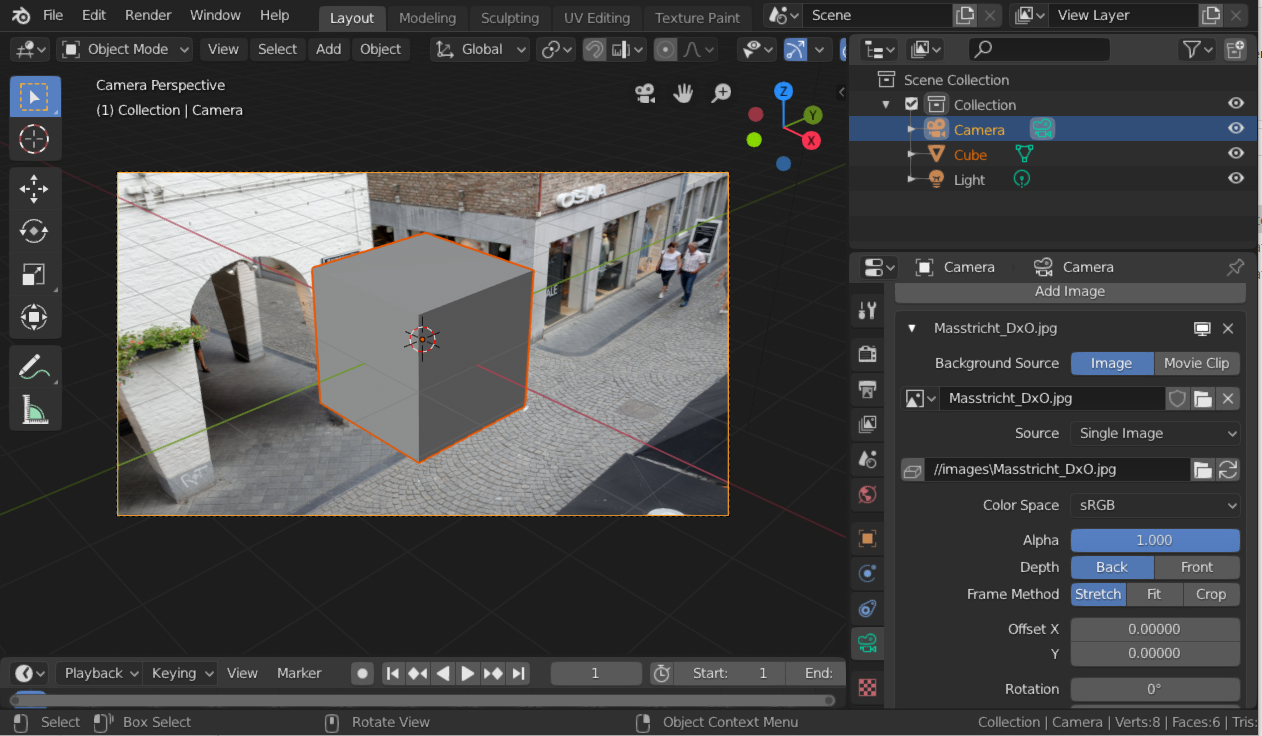 File Edit Render Window Help Layout Modeling Sculpting UV Editing Texture Paint Scene View Layer
Object Mode View Select Add Object Global
Camera Perspective
(1) Collection | Camera
Z
Y
X
Scene Collection
Collection
Camera
Cube
Light
Camera Camera
Add Image
Masstricht_DxO.jpg
Background Source Image Movie Clip
Masstricht_DxO.jpg
Source Single Image
//images\Masstricht_DxO.jpg
Color Space sRGB
Alpha 1.000
Depth Back Front
Frame Method Stretch Fit Crop
Offset X 0.00000
Y 0.00000
Rotation 0°
Playback Keying View Marker 1 Start: 1 End:
Select Box Select Rotate View Object Context Menu Collection | Camera | Verts:8 | Faces:6 | Tris: